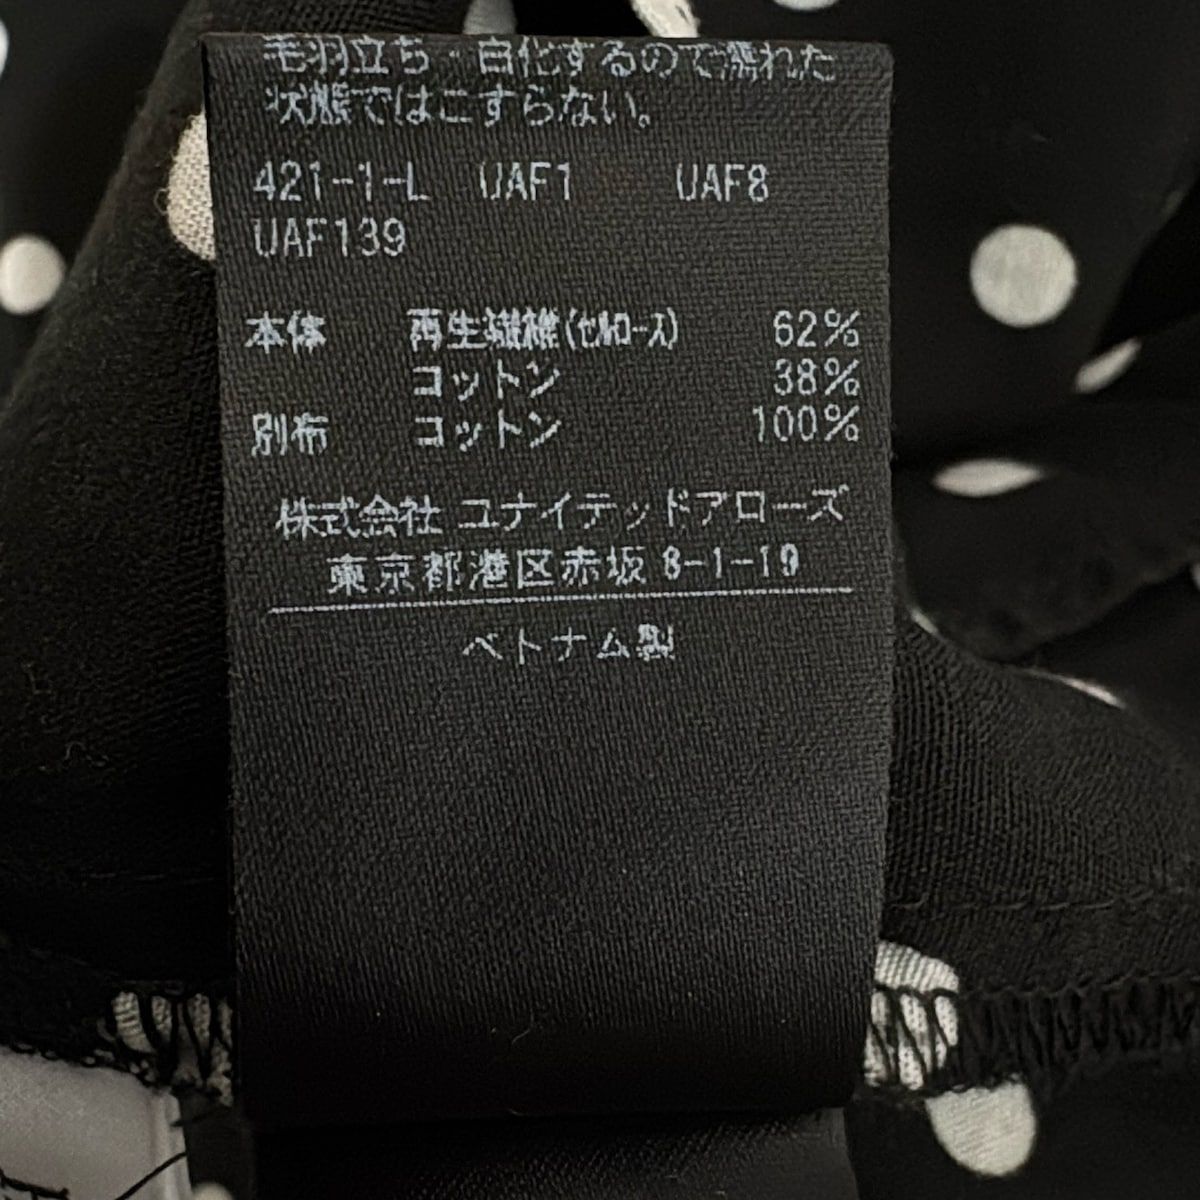 毛羽立ち・白化するので濡れた
状態ではこすらない。
421-1-L UAF1 UAF8
UAF139
本体 再生繊維(ｾﾙﾛｰｽ) 62%
コットン 38%
別布 コットン 100%
株式会社 ユナイテッドアローズ
東京都港区赤坂 8-1-19
ベトナム製